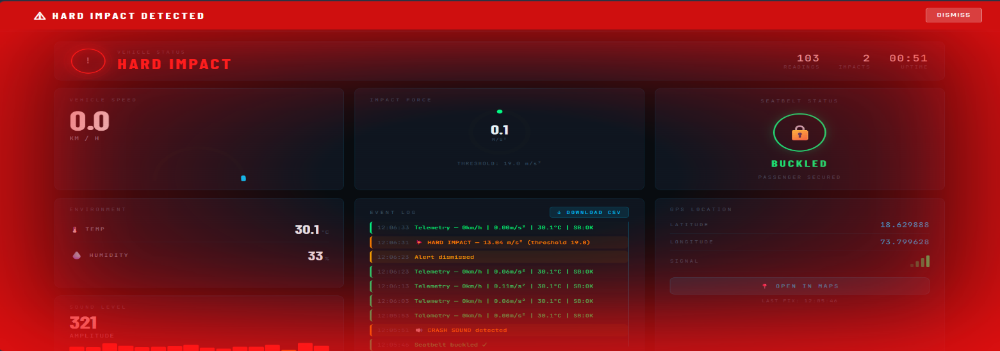 ⚠ HARD IMPACT DETECTED
DISMISS
!
VEHICLE STATUS
HARD IMPACT
103
READINGS
2
IMPACTS
00:51
UPTIME
VEHICLE SPEED
0.0
KM / H
IMPACT FORCE
0.1
M/S²
THRESHOLD: 19.0 m/s²
SEATBELT STATUS
BUCKLED
PASSENGER SECURED
ENVIRONMENT
TEMP
30.1 °C
HUMIDITY
33 %
SOUND LEVEL
321
AMPLITUDE
EVENT LOG
↓ DOWNLOAD CSV
12:06:33 Telemetry — 0km/h | 0.00m/s² | 30.1°C | SB:OK
12:06:31 HARD IMPACT — 13.04 m/s² (threshold 19.0)
12:06:23 Alert dismissed
12:06:23 Telemetry — 0km/h | 0.06m/s² | 30.1°C | SB:OK
12:06:13 Telemetry — 0km/h | 0.11m/s² | 30.1°C | SB:OK
12:06:03 Telemetry — 0km/h | 0.06m/s² | 30.1°C | SB:OK
12:05:53 Telemetry — 0km/h | 0.00m/s² | 30.1°C | SB:OK
CRASH SOUND detected
12:05:46 Seatbelt buckled ✓
GPS LOCATION
LATITUDE
18.629888
LONGITUDE
73.799628
SIGNAL
OPEN IN MAPS
LAST FIX: 12:05:46